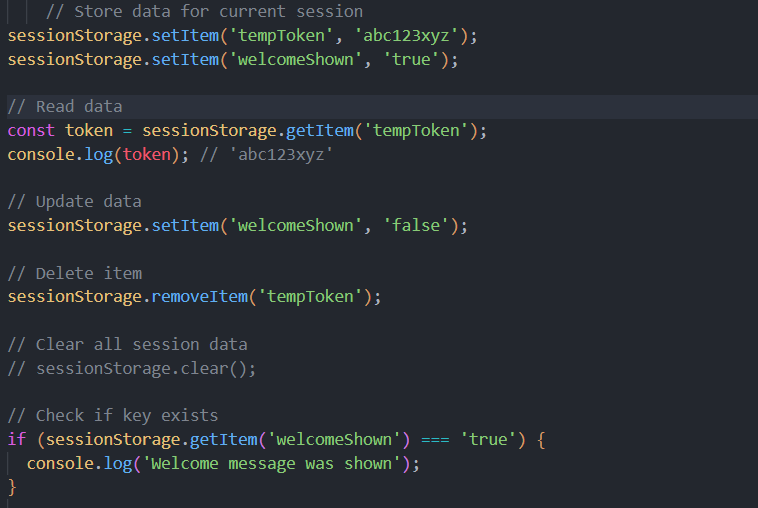 // Store data for current session
sessionStorage.setItem('tempToken', 'abc123xyz');
sessionStorage.setItem('welcomeShown', 'true');
// Read data
const token = sessionStorage.getItem('tempToken');
console.log(token); // 'abc123xyz'
// Update data
sessionStorage.setItem('welcomeShown', 'false');
// Delete item
sessionStorage.removeItem('tempToken');
// Clear all session data
// sessionStorage.clear();
// Check if key exists
if (sessionStorage.getItem('welcomeShown') === 'true') {
  console.log('Welcome message was shown');
}